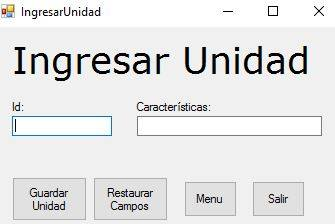 IngresarUnidad
Ingresar Unidad
Id:
Características:
Guardar
Unidad
Restaurar
Campos
Menu
Salir